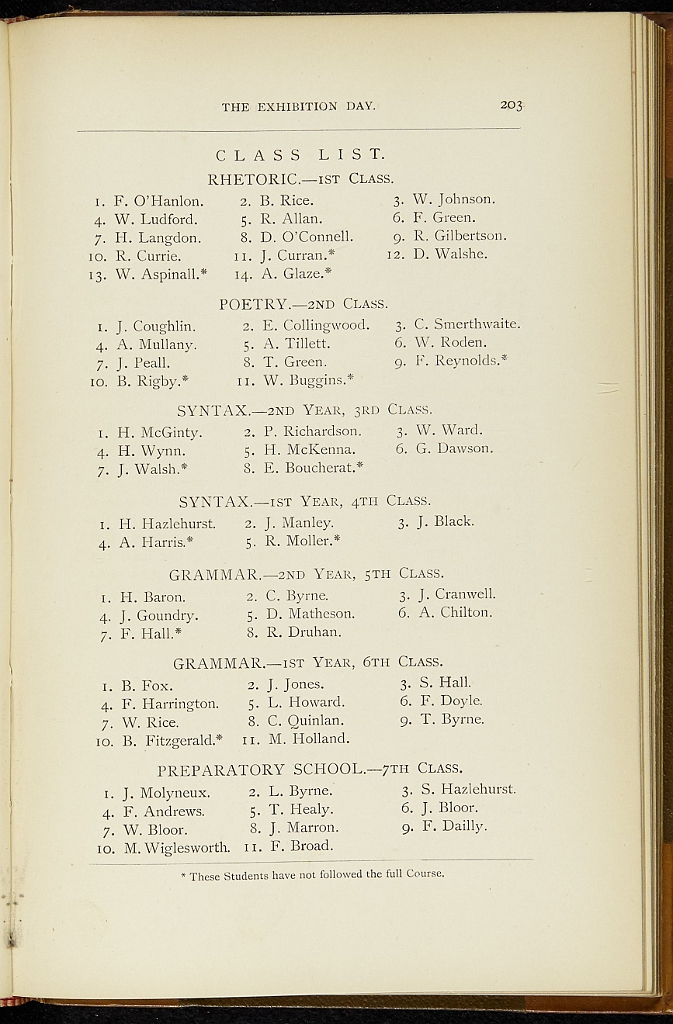 THE EXHIBITION DAY. 203
CLASS LIST.
RHETORIC.—1ST CLASS.
1. F. O'Hanlon. 2. B. Rice. 3. W. Johnson.
4. W. Ludford. 5. R. Allan. 6. F. Green.
7. H. Langdon. 8. D. O'Connell. 9. R. Gilbertson.
10. R. Currie. 11. J. Curran.* 12. D. Walshe.
13. W. Aspinall.* 14. A. Glaze.*
POETRY.—2ND CLASS.
1. J. Coughlin. 2. E. Collingwood. 3. C. Smerthwaite.
4. A. Mullany. 5. A. Tillett. 6. W. Roden.
7. J. Peall. 8. T. Green. 9. F. Reynolds.*
10. B. Rigby.* 11. W. Buggins.*
SYNTAX.—2ND YEAR, 3RD CLASS.
1. H. McGinty. 2. P. Richardson. 3. W. Ward.
4. H. Wynn. 5. H. McKenna. 6. G. Dawson.
7. J. Walsh.* 8. E. Boucherat.*
SYNTAX.—1ST YEAR, 4TH CLASS.
1. H. Hazlehurst. 2. J. Manley. 3. J. Black.
4. A. Harris.* 5. R. Moller.*
GRAMMAR.—2ND YEAR, 5TH CLASS.
1. H. Baron. 2. C. Byrne. 3. J. Cranwell.
4. J. Goundry. 5. D. Matheson. 6. A. Chilton.
7. F. Hall.* 8. R. Druhan.
GRAMMAR.—1ST YEAR, 6TH CLASS.
1. B. Fox. 2. J. Jones. 3. S. Hall.
4. F. Harrington. 5. L. Howard. 6. F. Doyle.
7. W. Rice. 8. C. Quinlan. 9. T. Byrne.
10. B. Fitzgerald.* 11. M. Holland.
PREPARATORY SCHOOL.—7TH CLASS.
1. J. Molyneux. 2. L. Byrne. 3. S. Hazlehurst.
4. F. Andrews. 5. T. Healy. 6. J. Bloor.
7. W. Bloor. 8. J. Marron. 9. F. Dailly.
10. M. Wiglesworth. 11. F. Broad.
* These Students have not followed the full Course.